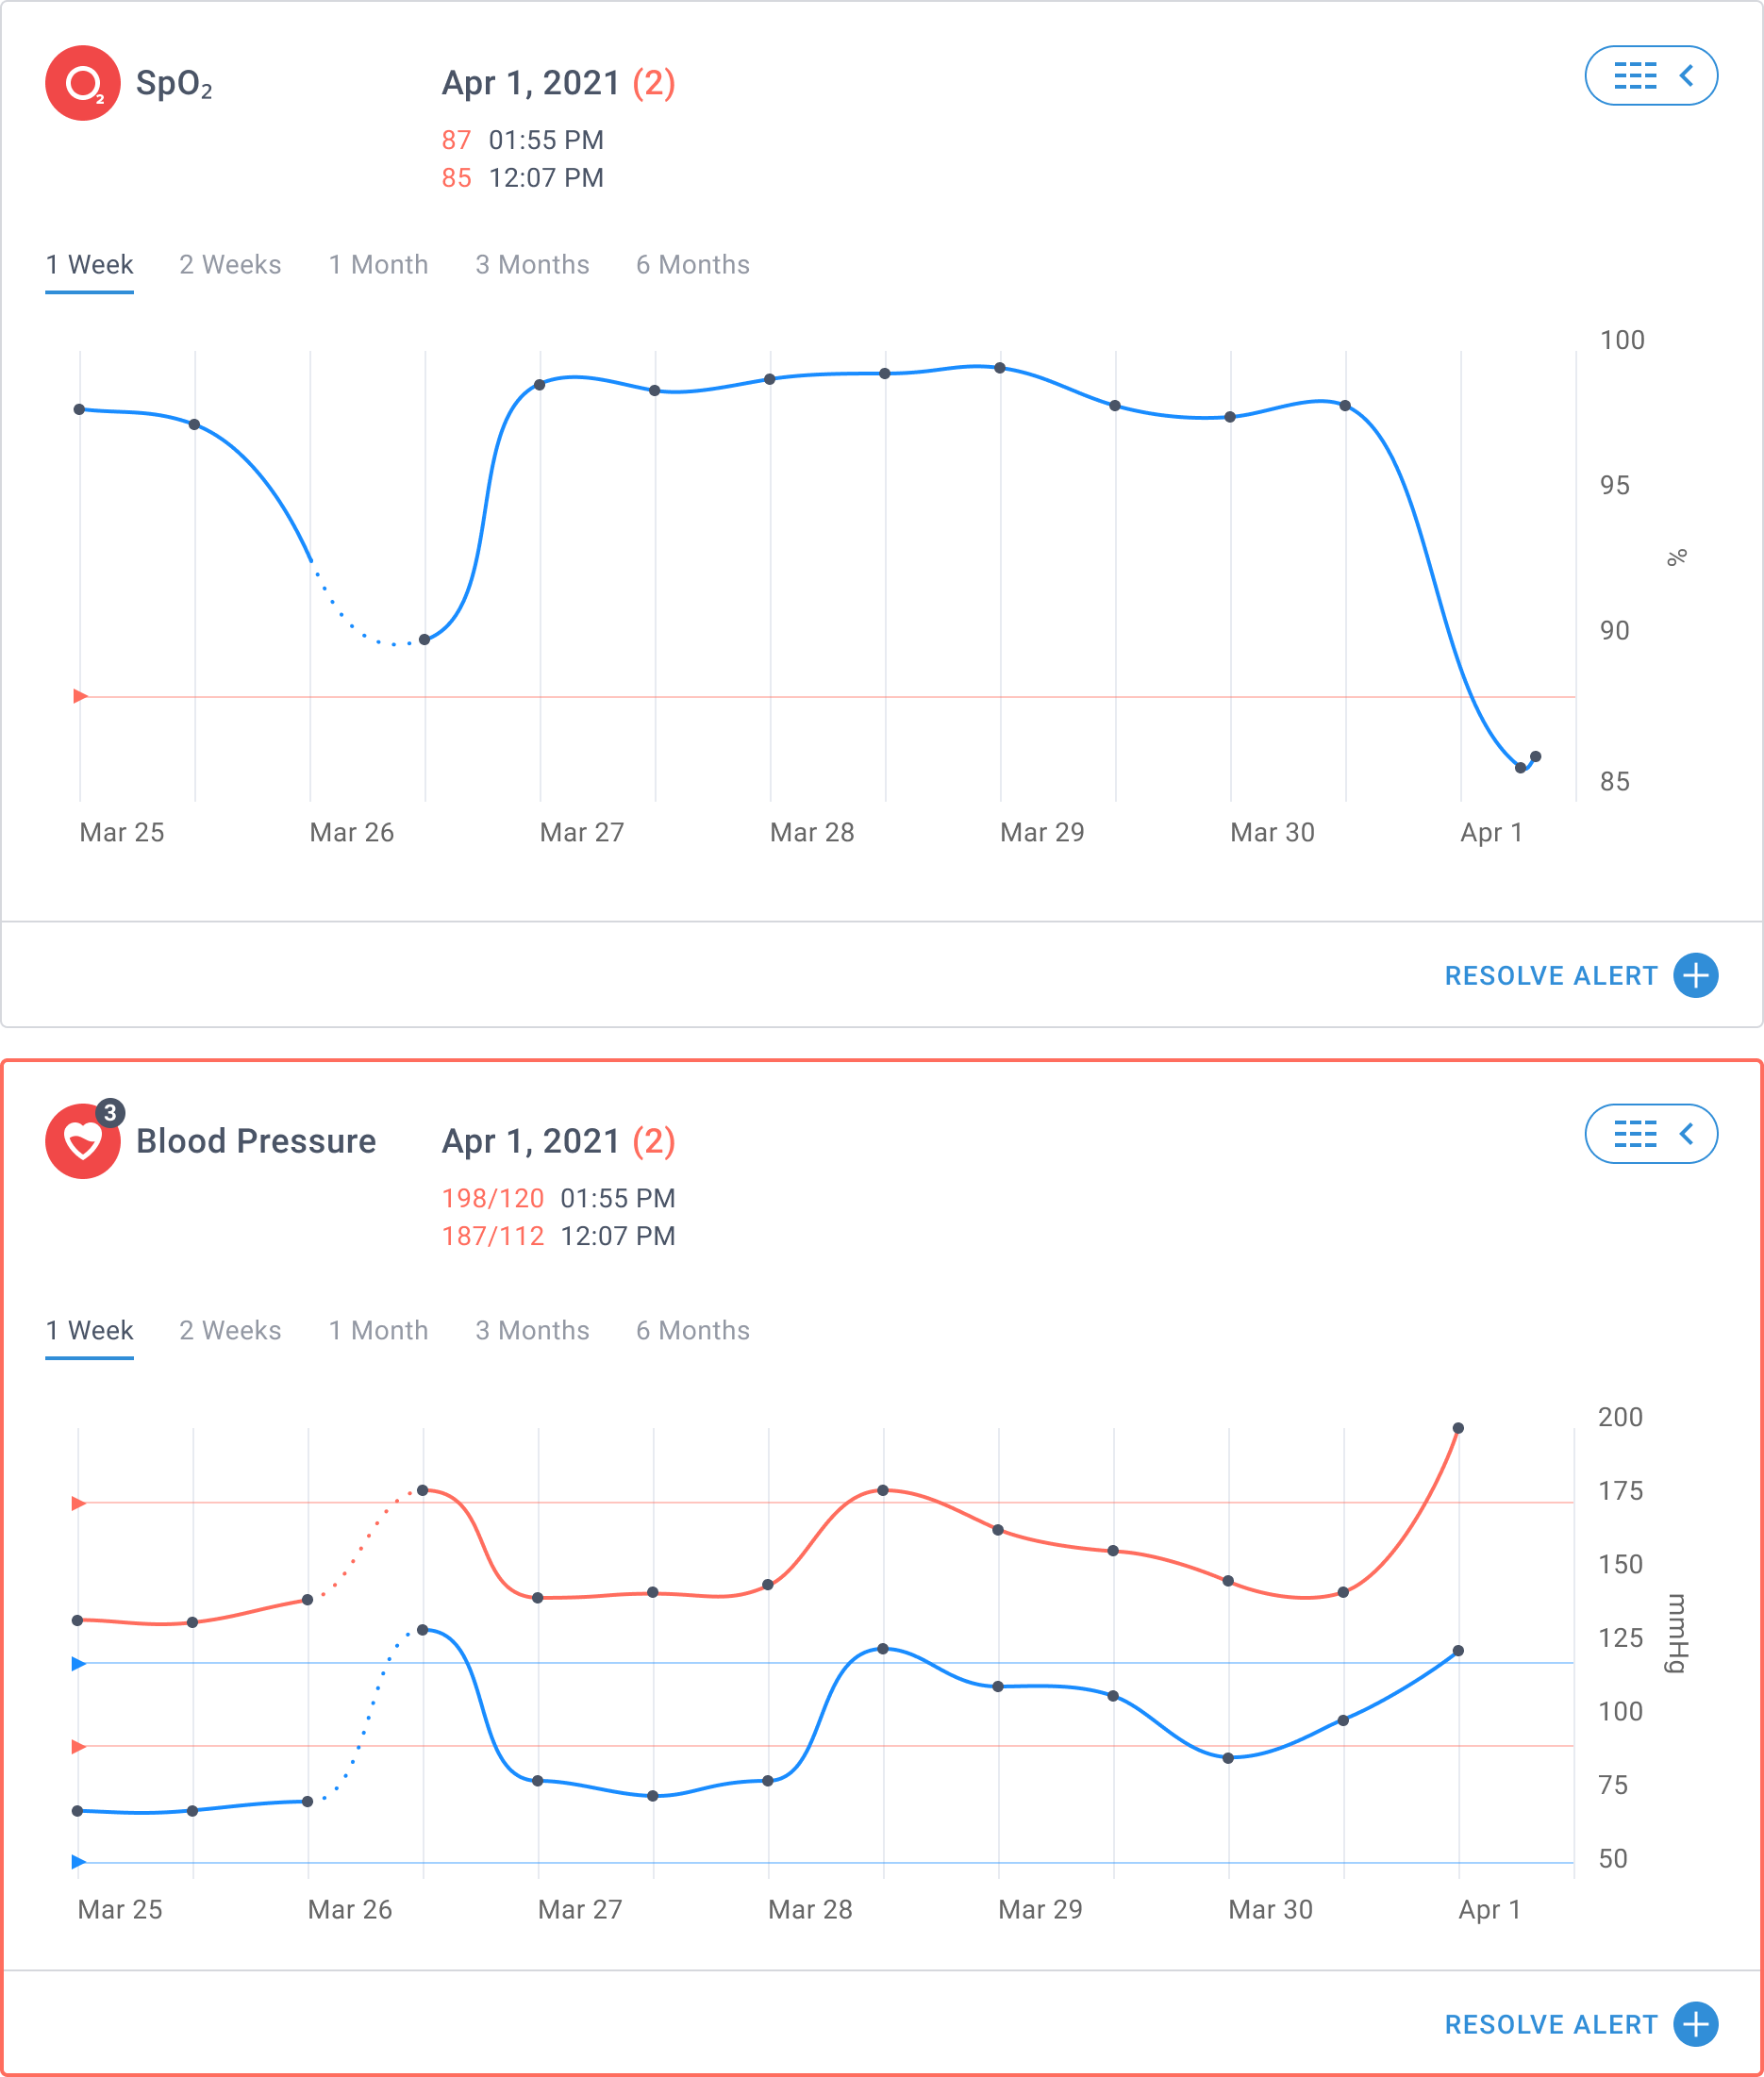 SpO₂
Apr 1, 2021 (2)
87 01:55 PM
85 12:07 PM
1 Week 2 Weeks 1 Month 3 Months 6 Months
100
95
%
90
85
Mar 25 Mar 26 Mar 27 Mar 28 Mar 29 Mar 30 Apr 1
RESOLVE ALERT
3
Blood Pressure
Apr 1, 2021 (2)
198/120 01:55 PM
187/112 12:07 PM
1 Week 2 Weeks 1 Month 3 Months 6 Months
200
175
150
125
mmHg
100
75
50
Mar 25 Mar 26 Mar 27 Mar 28 Mar 29 Mar 30 Apr 1
RESOLVE ALERT